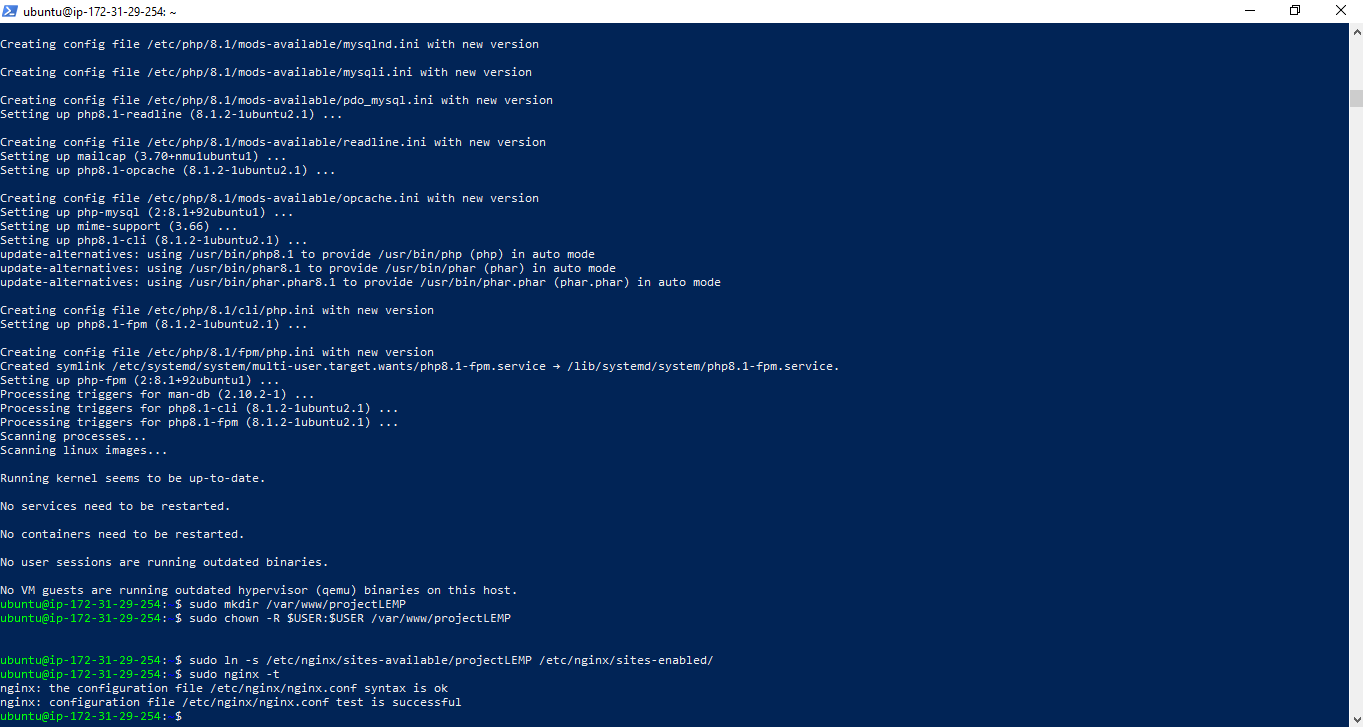 ubuntu@ip-172-31-29-254: ~
Creating config file /etc/php/8.1/mods-available/mysqlnd.ini with new version
Creating config file /etc/php/8.1/mods-available/mysqli.ini with new version
Creating config file /etc/php/8.1/mods-available/pdo_mysql.ini with new version
Setting up php8.1-readline (8.1.2-1ubuntu2.1) ...
Creating config file /etc/php/8.1/mods-available/readline.ini with new version
Setting up mailcap (3.70+nmu1ubuntu1) ...
Setting up php8.1-opcache (8.1.2-1ubuntu2.1) ...
Creating config file /etc/php/8.1/mods-available/opcache.ini with new version
Setting up php-mysql (2:8.1+92ubuntu1) ...
Setting up mime-support (3.66) ...
Setting up php8.1-cli (8.1.2-1ubuntu2.1) ...
update-alternatives: using /usr/bin/php8.1 to provide /usr/bin/php (php) in auto mode
update-alternatives: using /usr/bin/phar8.1 to provide /usr/bin/phar (phar) in auto mode
update-alternatives: using /usr/bin/phar.phar8.1 to provide /usr/bin/phar.phar (phar.phar) in auto mode
Creating config file /etc/php/8.1/cli/php.ini with new version
Setting up php8.1-fpm (8.1.2-1ubuntu2.1) ...
Creating config file /etc/php/8.1/fpm/php.ini with new version
Created symlink /etc/systemd/system/multi-user.target.wants/php8.1-fpm.service → /lib/systemd/system/php8.1-fpm.service.
Setting up php-fpm (2:8.1+92ubuntu1) ...
Processing triggers for man-db (2.10.2-1) ...
Processing triggers for php8.1-cli (8.1.2-1ubuntu2.1) ...
Processing triggers for php8.1-fpm (8.1.2-1ubuntu2.1) ...
Scanning processes...
Scanning linux images...
Running kernel seems to be up-to-date.
No services need to be restarted.
No containers need to be restarted.
No user sessions are running outdated binaries.
No VM guests are running outdated hypervisor (qemu) binaries on this host.
ubuntu@ip-172-31-29-254: $ sudo mkdir /var/www/projectLEMP
ubuntu@ip-172-31-29-254: $ sudo chown -R $USER:$USER /var/www/projectLEMP
ubuntu@ip-172-31-29-254: $ sudo ln -s /etc/nginx/sites-available/projectLEMP /etc/nginx/sites-enabled/
ubuntu@ip-172-31-29-254: $ sudo nginx -t
nginx: the configuration file /etc/nginx/nginx.conf syntax is ok
nginx: configuration file /etc/nginx/nginx.conf test is successful
ubuntu@ip-172-31-29-254: $